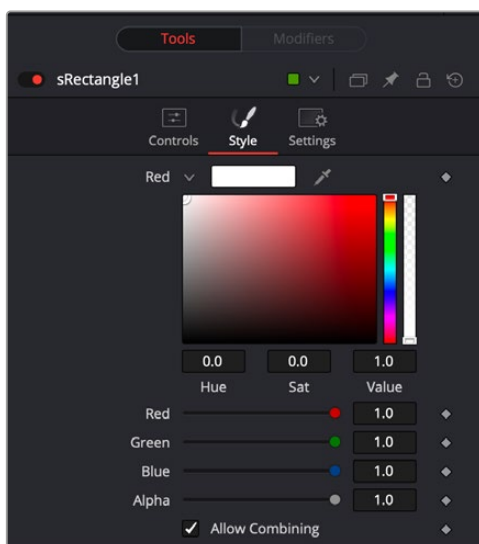 Tools Modifiers
sRectangle1
Controls Style Settings
Red
0.0 0.0 1.0
Hue Sat Value
Red 1.0
Green 1.0
Blue 1.0
Alpha 1.0
Allow Combining